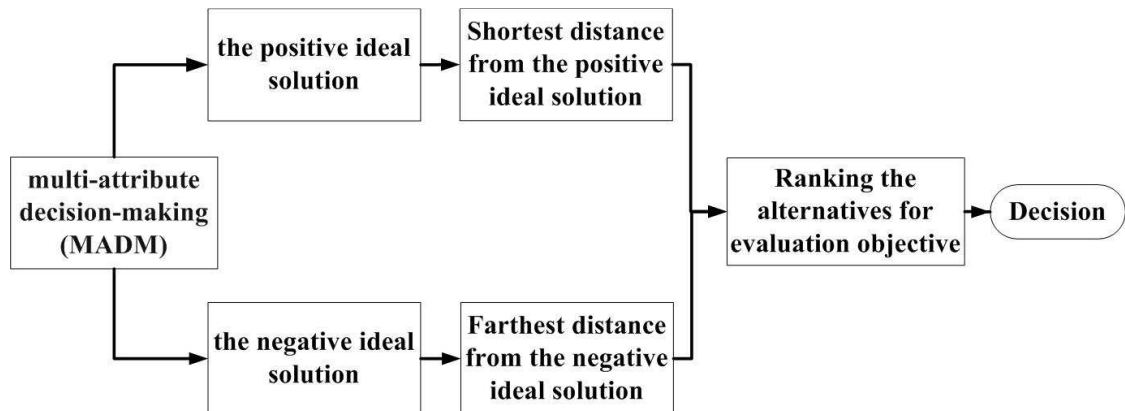 multi-attribute
decision-making
(MADM)
the positive ideal
solution
Shortest distance
from the positive
ideal solution
the negative ideal
solution
Farthest distance
from the negative
ideal solution
Ranking the
alternatives for
evaluation objective
Decision